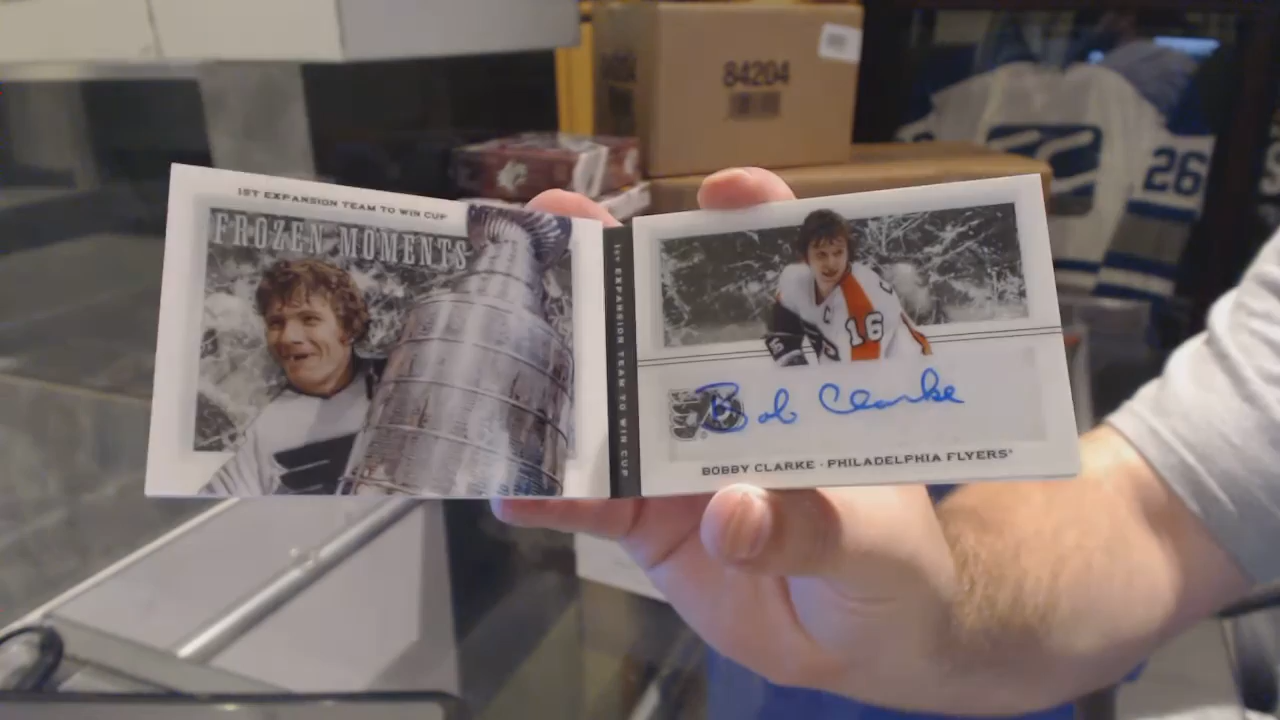 84204
26
1ST EXPANSION TEAM TO WIN CUP
FROZEN MOMENTS
1ST EXPANSION TEAM TO WIN CUP
C
16
Bob Clarke
BOBBY CLARKE · PHILADELPHIA FLYERS®